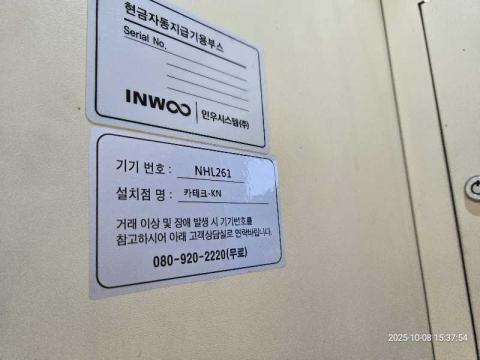 현금자동지급기용부스
Serial No.
INWOO 인우시스템(주)
기기 번호 : NHL261
설치점 명 : 카테크-KN
거래 이상 및 장애 발생 시 기기번호를
참고하시어 아래 고객상담실로 연락바랍니다.
080-920-2220(무료)
2025-10-08 15:37:54